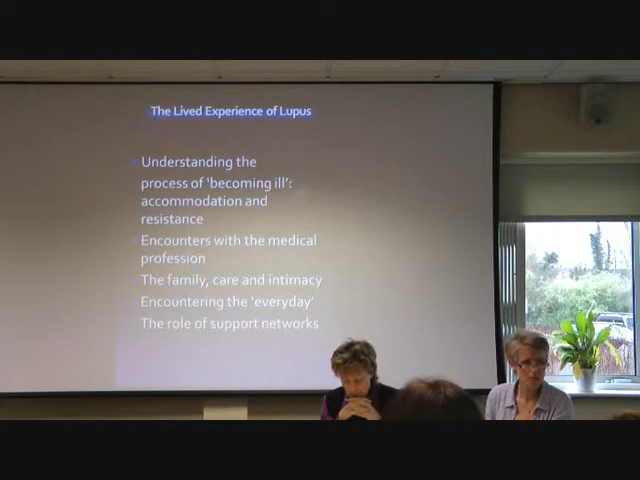 The Lived Experience of Lupus
Understanding the
process of ‘becoming ill’:
accommodation and
resistance
Encounters with the medical
profession
The family, care and intimacy
Encountering the ‘everyday’
The role of support networks